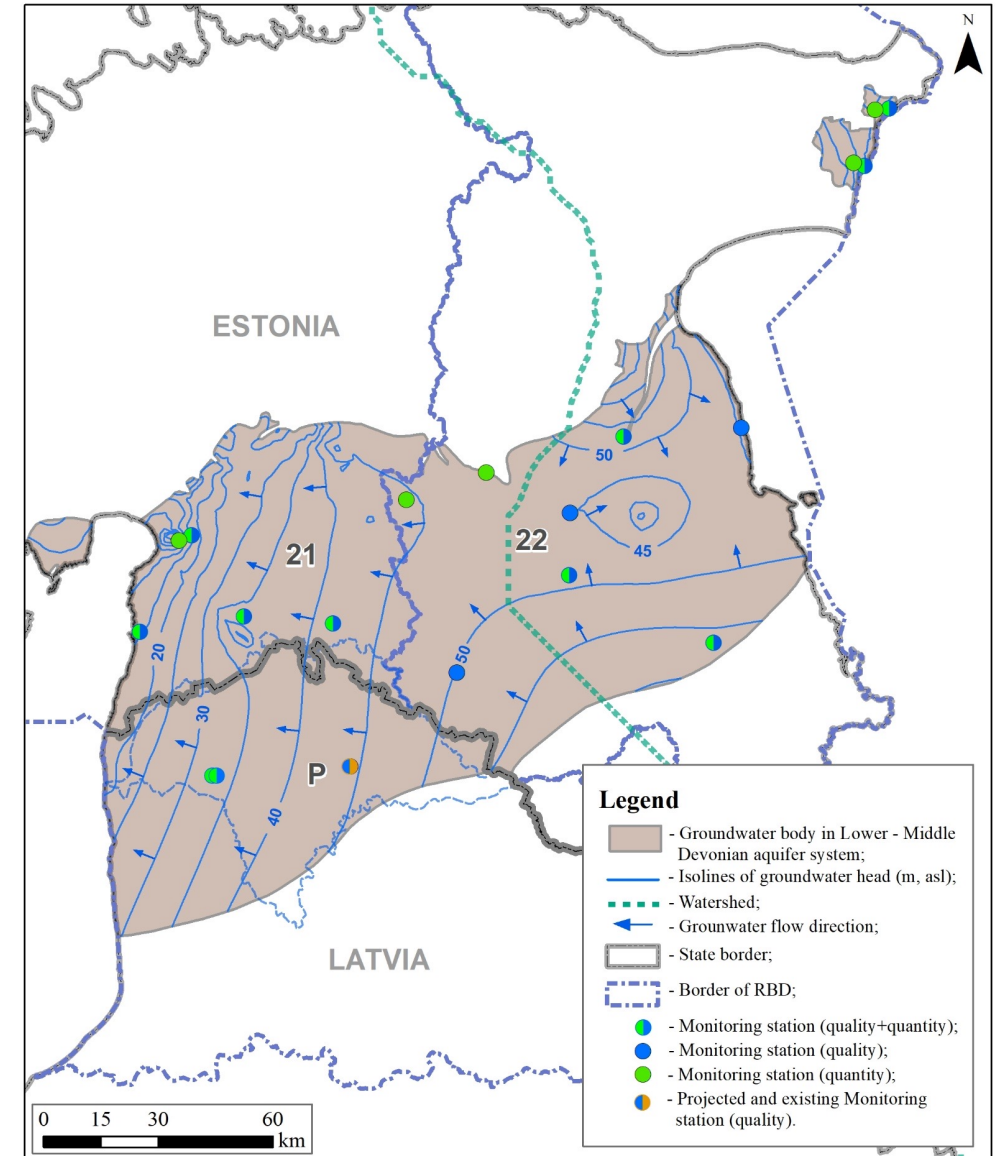 N
ESTONIA
50
22
45
21
20
50
30
P
40
LATVIA
Legend
- Groundwater body in Lower - Middle
Devonian aquifer system;
- Isolines of groundwater head (m, asl);
- Watershed;
- Grounwater flow direction;
- State border;
- Border of RBD;
- Monitoring station (quality+quantity);
- Monitoring station (quality);
- Monitoring station (quantity);
- Projected and existing Monitoring
station (quality).
0 15 30 60
km